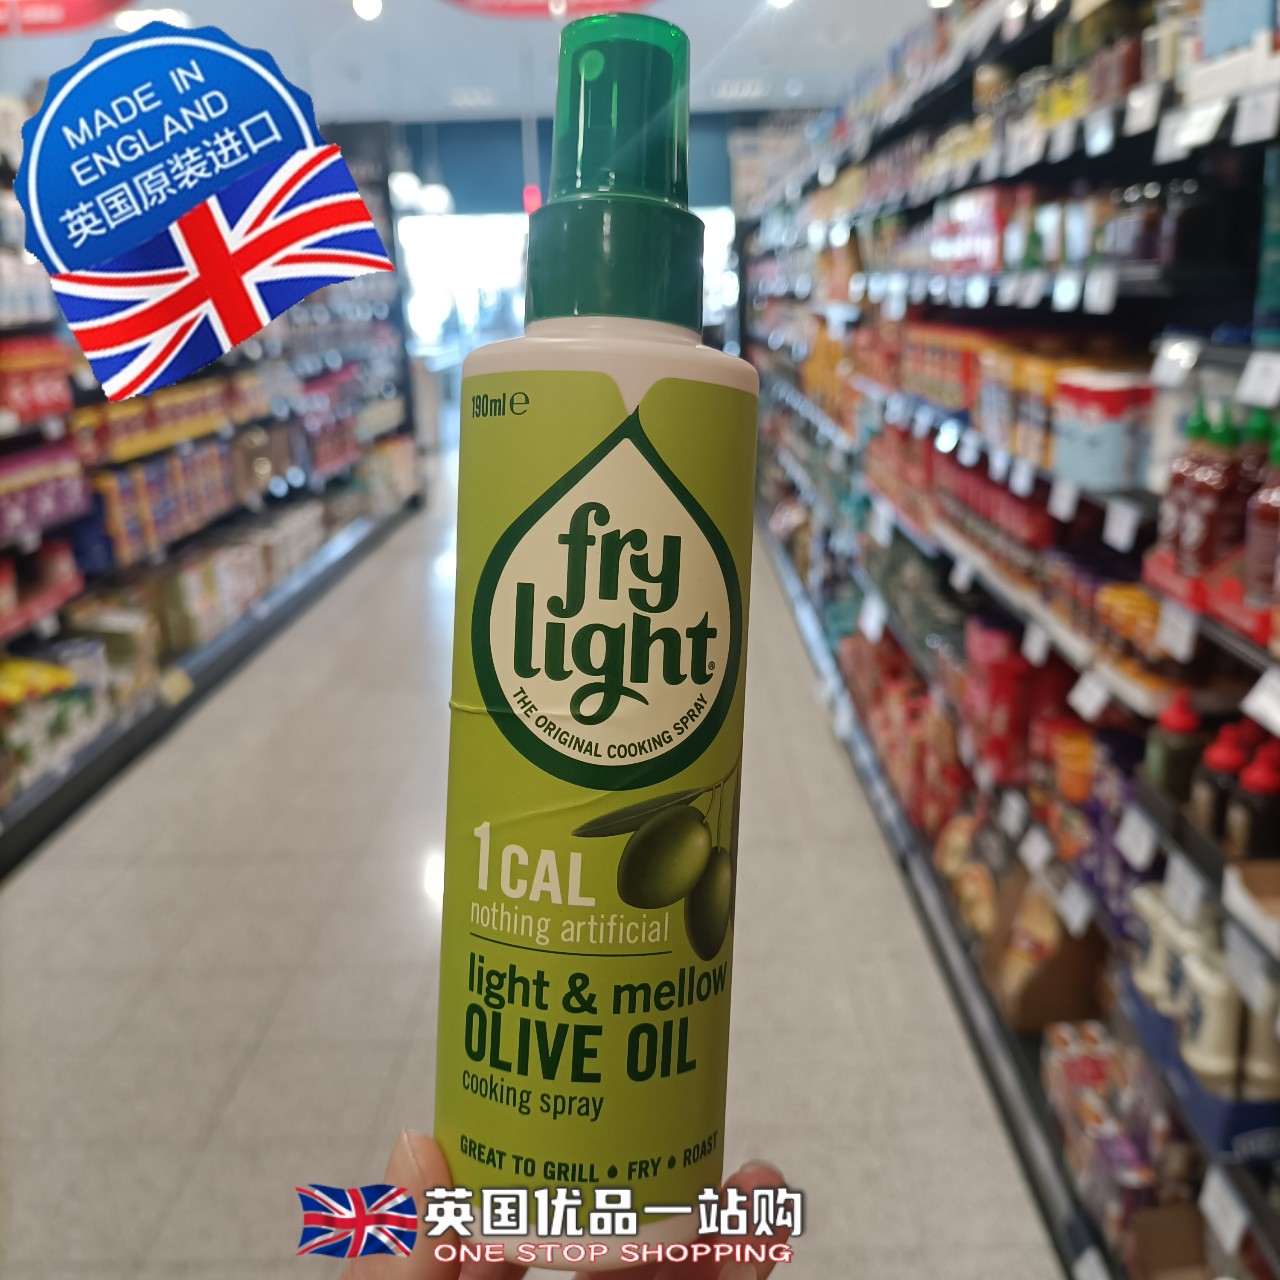 MADE IN
ENGLAND
英国原装进口
190ml e
fry
light®
THE ORIGINAL COOKING SPRAY
1 CAL
nothing artificial
light & mellow
OLIVE OIL
cooking spray
GREAT TO GRILL • FRY • ROAST
英国优品一站购
ONE STOP SHOPPING